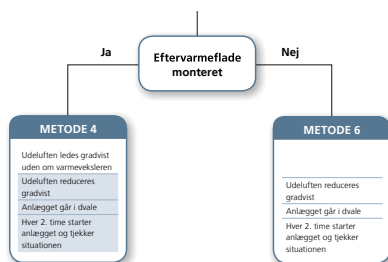 Ja
Eftervarmeflade
monteret
Nej
METODE 4
Udeluften ledes gradvist
uden om varmeveksleren
Udeluften reduceres
gradvist
Anlægget går i dvale
Hver 2. time starter
anlægget og tjekker
situationen
METODE 6
Udeluften reduceres
gradvist
Anlægget går i dvale
Hver 2. time starter
anlægget og tjekker
situationen